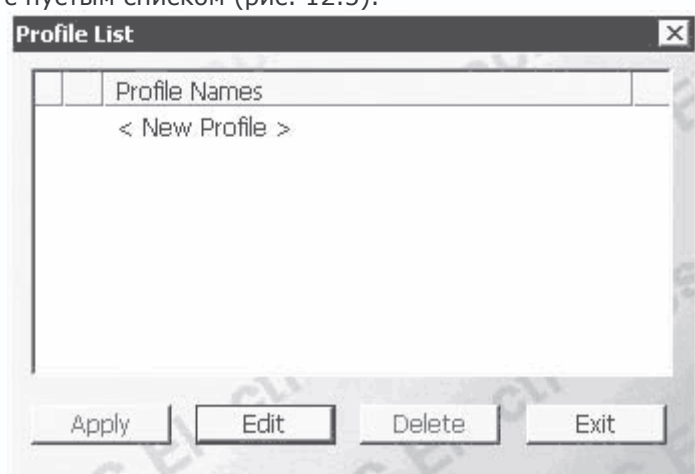 с пустым списком (рис. 12.5).
Profile List
Profile Names
< New Profile >
Apply Edit Delete Exit